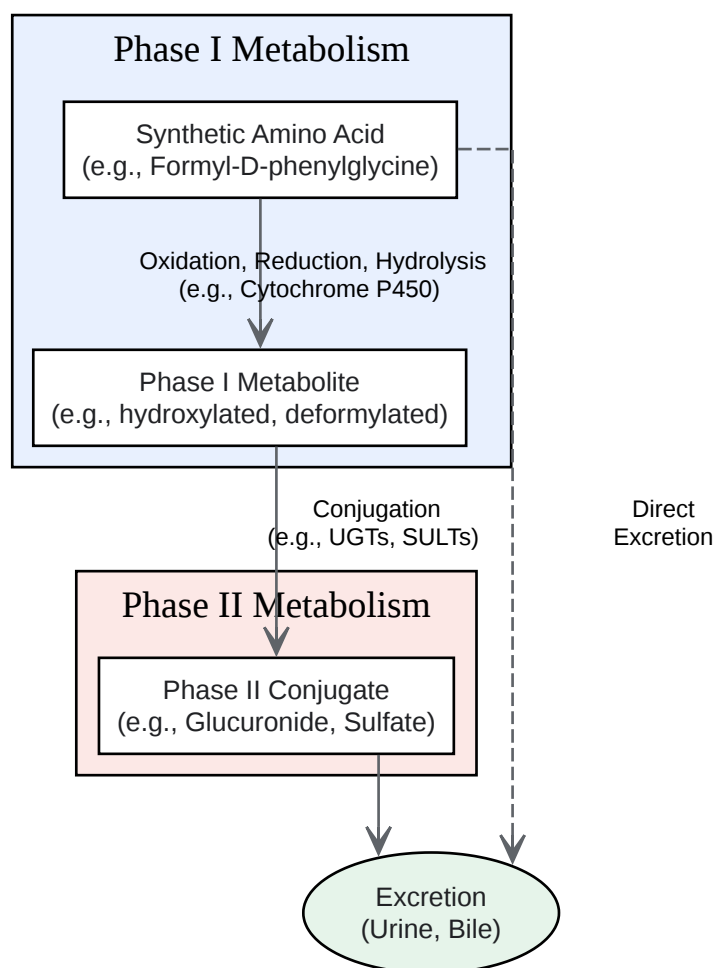 Phase I Metabolism
Synthetic Amino Acid
(e.g., Formyl-D-phenylglycine)
Oxidation, Reduction, Hydrolysis
(e.g., Cytochrome P450)
Phase I Metabolite
(e.g., hydroxylated, deformylated)
Conjugation
(e.g., UGTs, SULTs)
Direct
Excretion
Phase II Metabolism
Phase II Conjugate
(e.g., Glucuronide, Sulfate)
Excretion
(Urine, Bile)